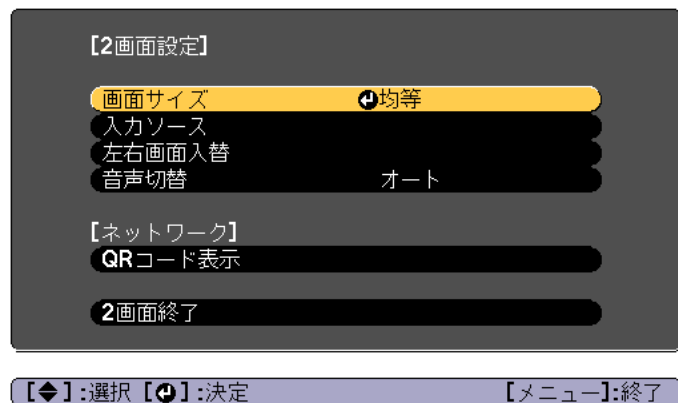 [2画面設定]
画面サイズ 均等
入力ソース
左右画面入替
音声切替 オート
[ネットワーク]
QRコード表示
2画面終了
[◆]:選択 [⏎]:決定 [メニュー]:終了